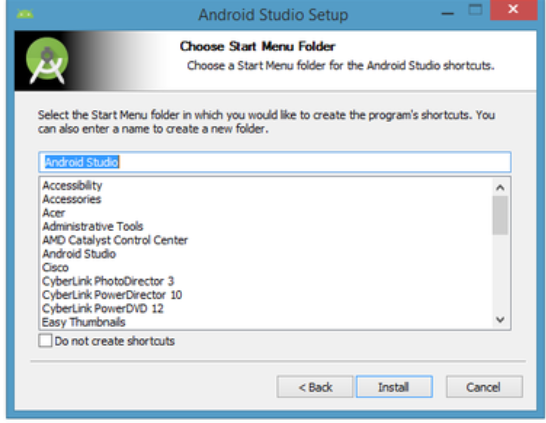 Android Studio Setup
Choose Start Menu Folder
Choose a Start Menu folder for the Android Studio shortcuts.
Select the Start Menu folder in which you would like to create the program's shortcuts. You
can also enter a name to create a new folder.
Android Studio
Accessibility
Accessories
Acer
Administrative Tools
AMD Catalyst Control Center
Android Studio
Cisco
CyberLink PhotoDirector 3
CyberLink PowerDirector 10
CyberLink PowerDVD 12
Easy Thumbnails
Do not create shortcuts
< Back
Install
Cancel